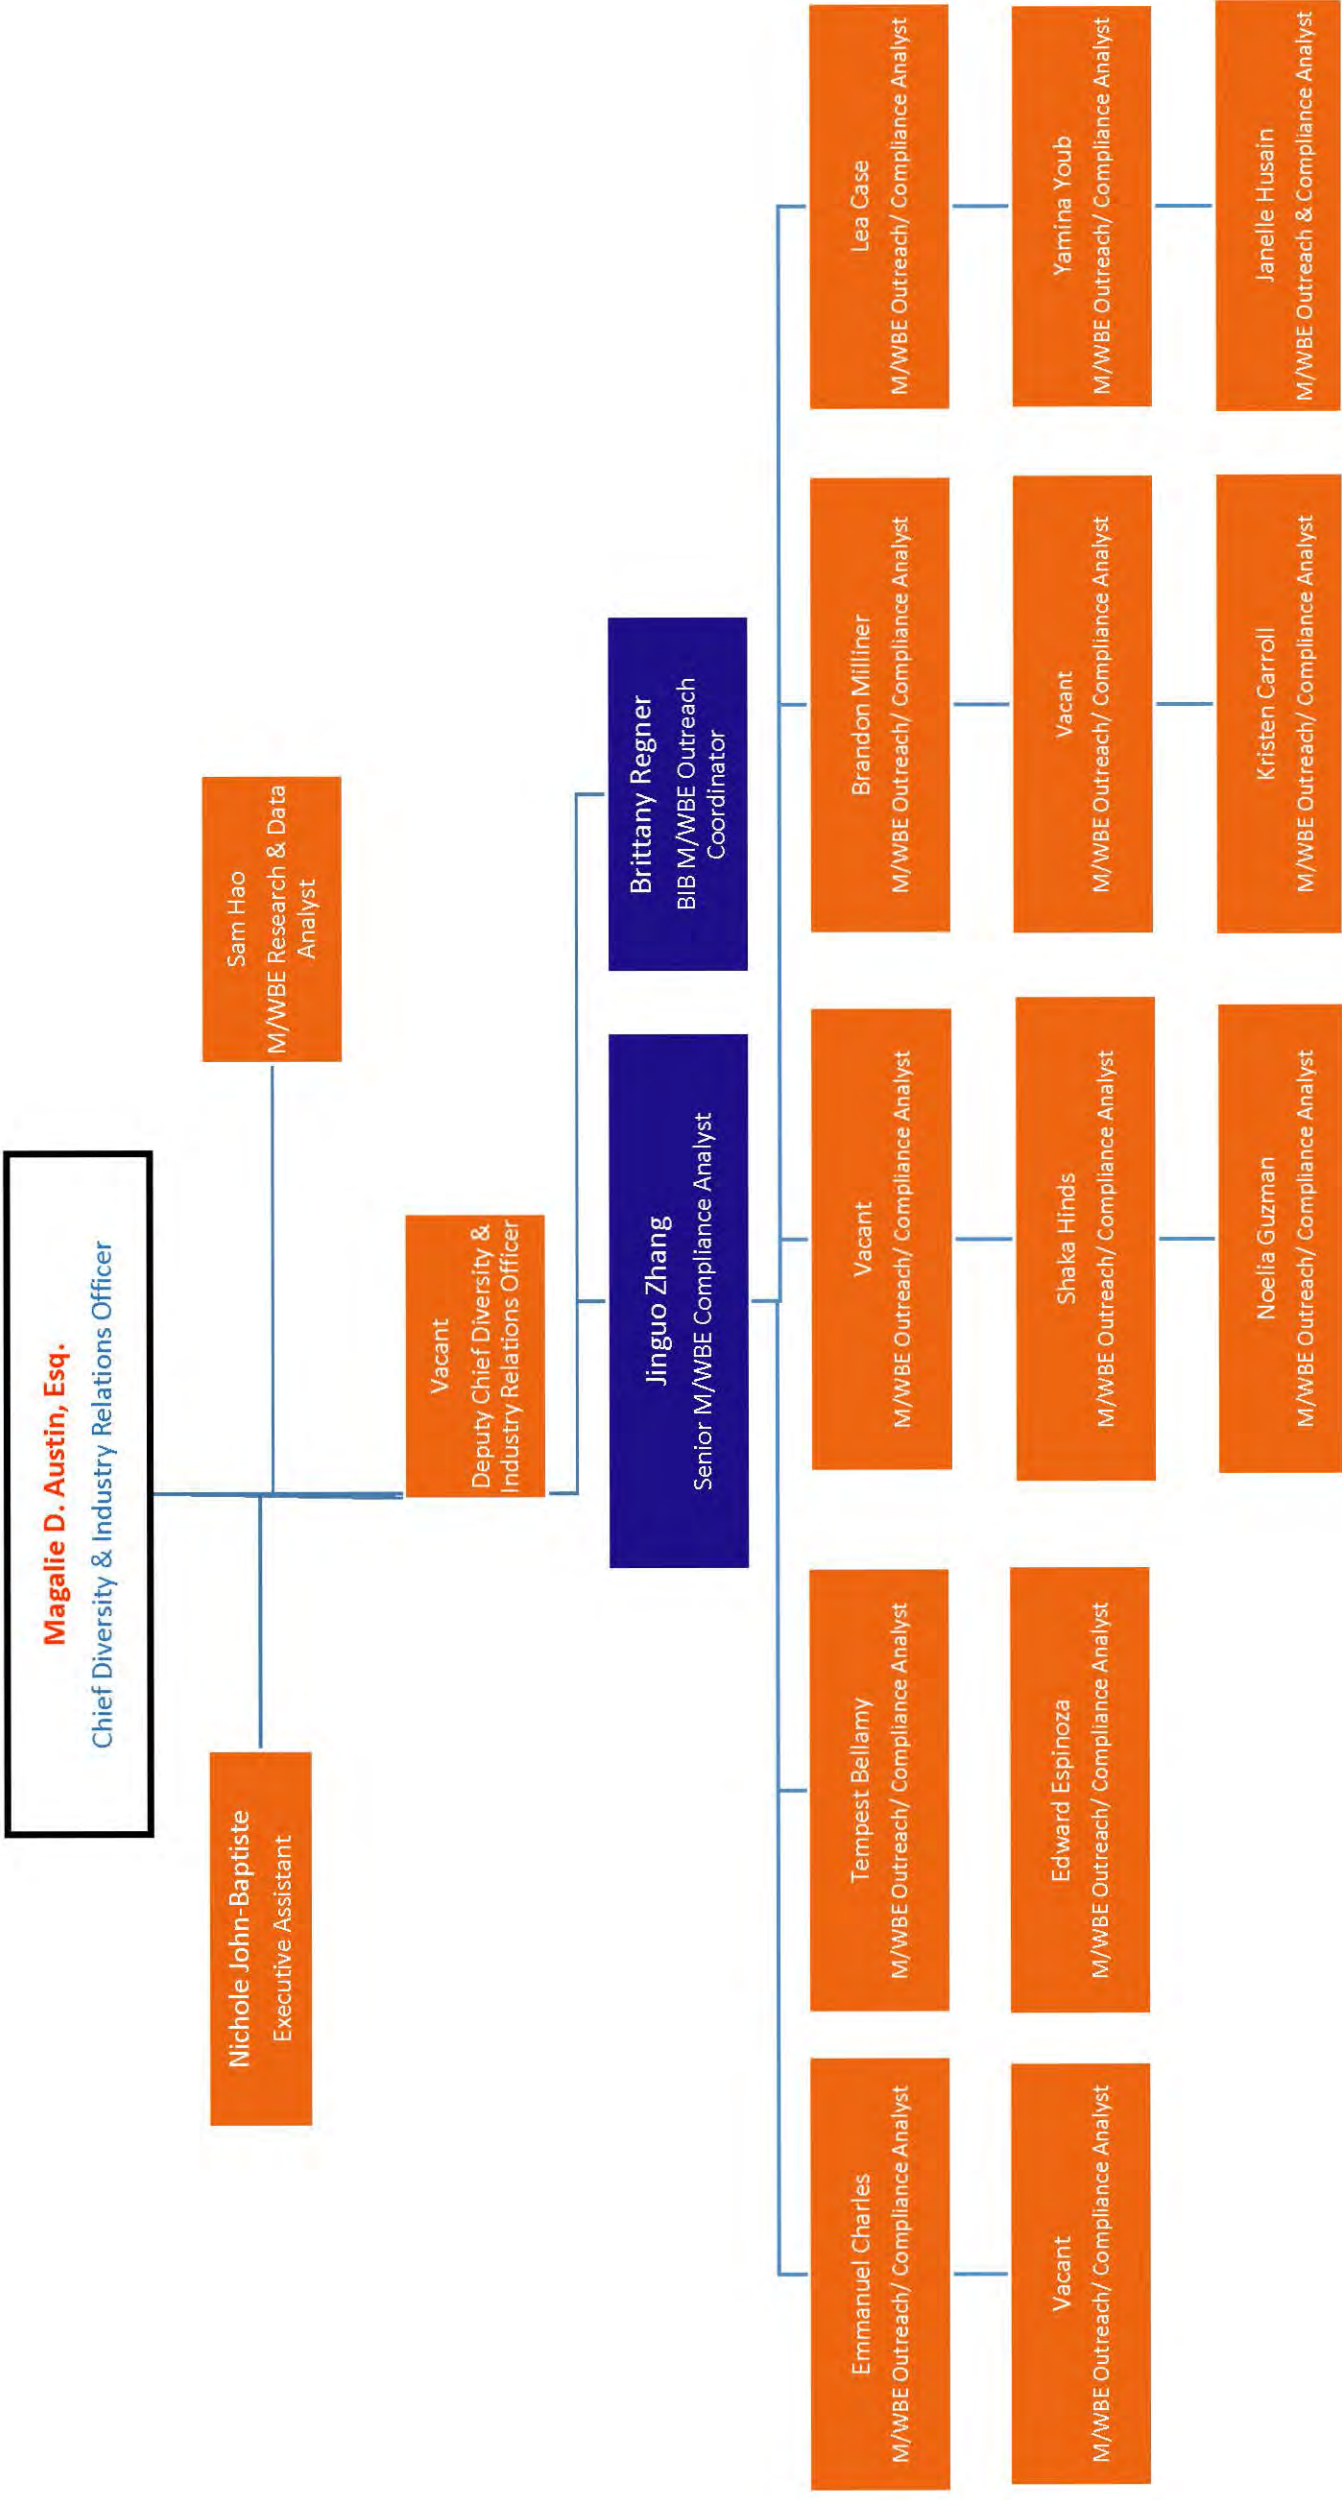 Magalie D. Austin, Esq.
Chief Diversity & Industry Relations Officer
Nichole John-Baptiste
Executive Assistant
Sam Hao
M/WBE Research & Data
Analyst
Vacant
Deputy Chief Diversity &
Industry Relations Officer
Jinguo Zhang
Senior M/WBE Compliance Analyst
Brittany Regner
BIB M/WBE Outreach
Coordinator
Emmanuel Charles
M/WBE Outreach/ Compliance Analyst
Tempest Bellamy
M/WBE Outreach/ Compliance Analyst
Vacant
M/WBE Outreach/ Compliance Analyst
Brandon Milliner
M/WBE Outreach/ Compliance Analyst
Lea Case
M/WBE Outreach/ Compliance Analyst
Vacant
M/WBE Outreach/ Compliance Analyst
Edward Espinoza
M/WBE Outreach/ Compliance Analyst
Shaka Hinds
M/WBE Outreach/ Compliance Analyst
Vacant
M/WBE Outreach/ Compliance Analyst
Yamina Youb
M/WBE Outreach/ Compliance Analyst
Noelia Guzman
M/WBE Outreach/ Compliance Analyst
Kristen Carroll
M/WBE Outreach/ Compliance Analyst
Janelle Husain
M/WBE Outreach & Compliance Analyst